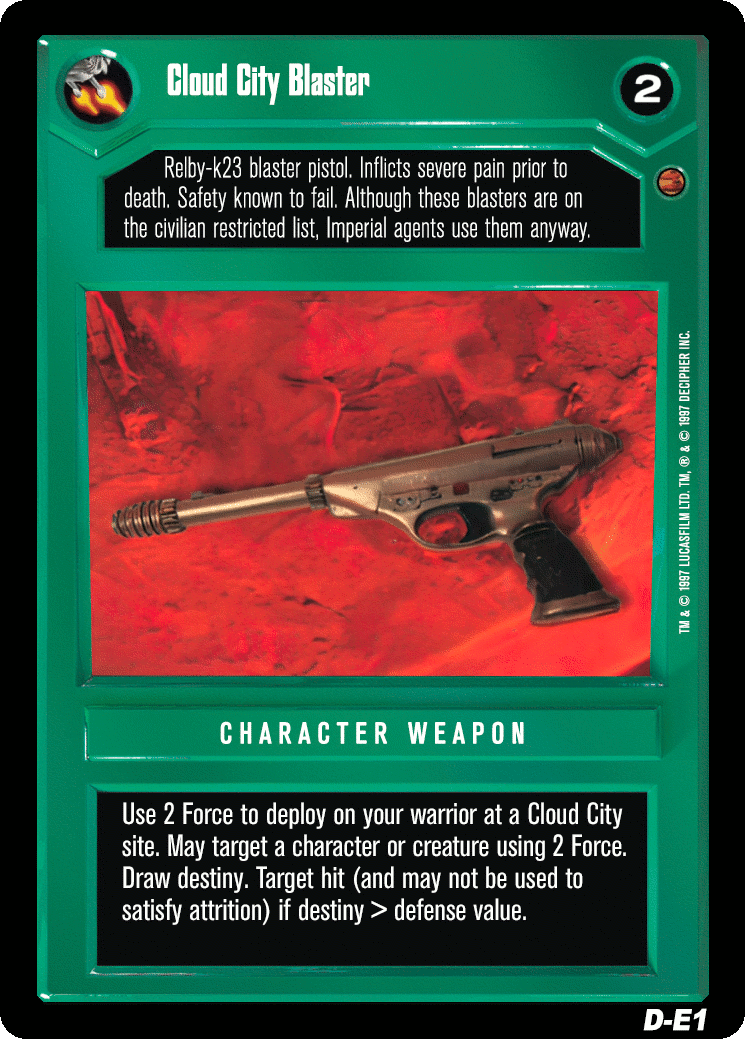 Cloud City Blaster
2
Relby-k23 blaster pistol. Inflicts severe pain prior to
death. Safety known to fail. Although these blasters are on
the civilian restricted list, Imperial agents use them anyway.
TM & © 1997 LUCASFILM LTD. TM, ® & © 1997 DECIPHER INC.
CHARACTER WEAPON
Use 2 Force to deploy on your warrior at a Cloud City
site. May target a character or creature using 2 Force.
Draw destiny. Target hit (and may not be used to
satisfy attrition) if destiny > defense value.
D-E1